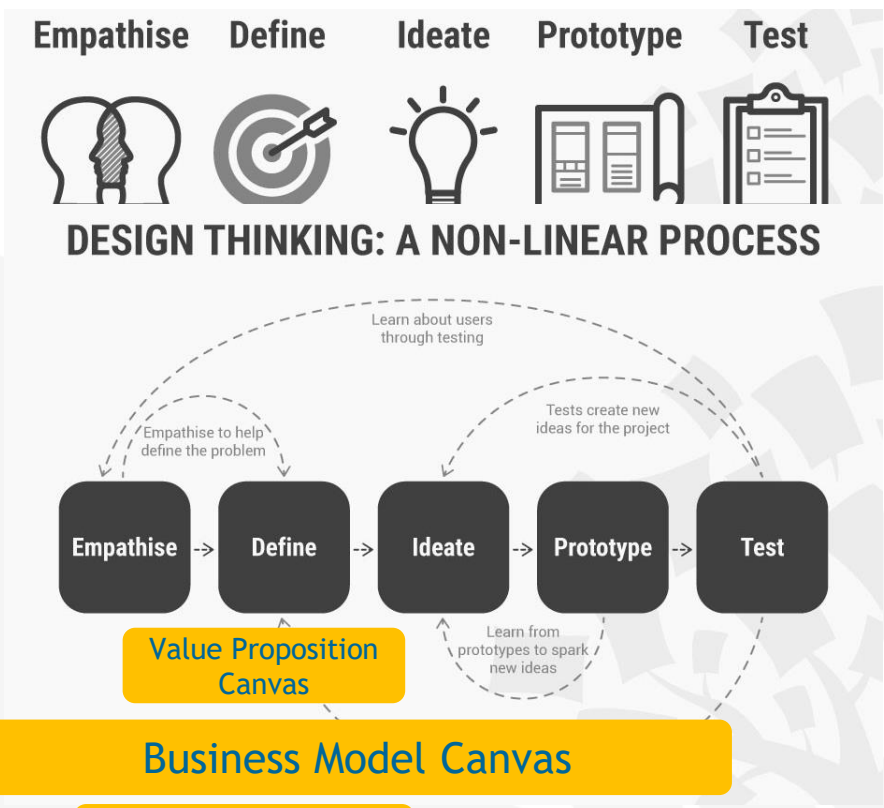 Empathise Define Ideate Prototype Test
DESIGN THINKING: A NON-LINEAR PROCESS
Learn about users
through testing
Empathise to help
define the problem
Tests create new
ideas for the project
Empathise Define Ideate Prototype Test
Value Proposition
Canvas
Learn from
prototypes to spark
new ideas
Business Model Canvas